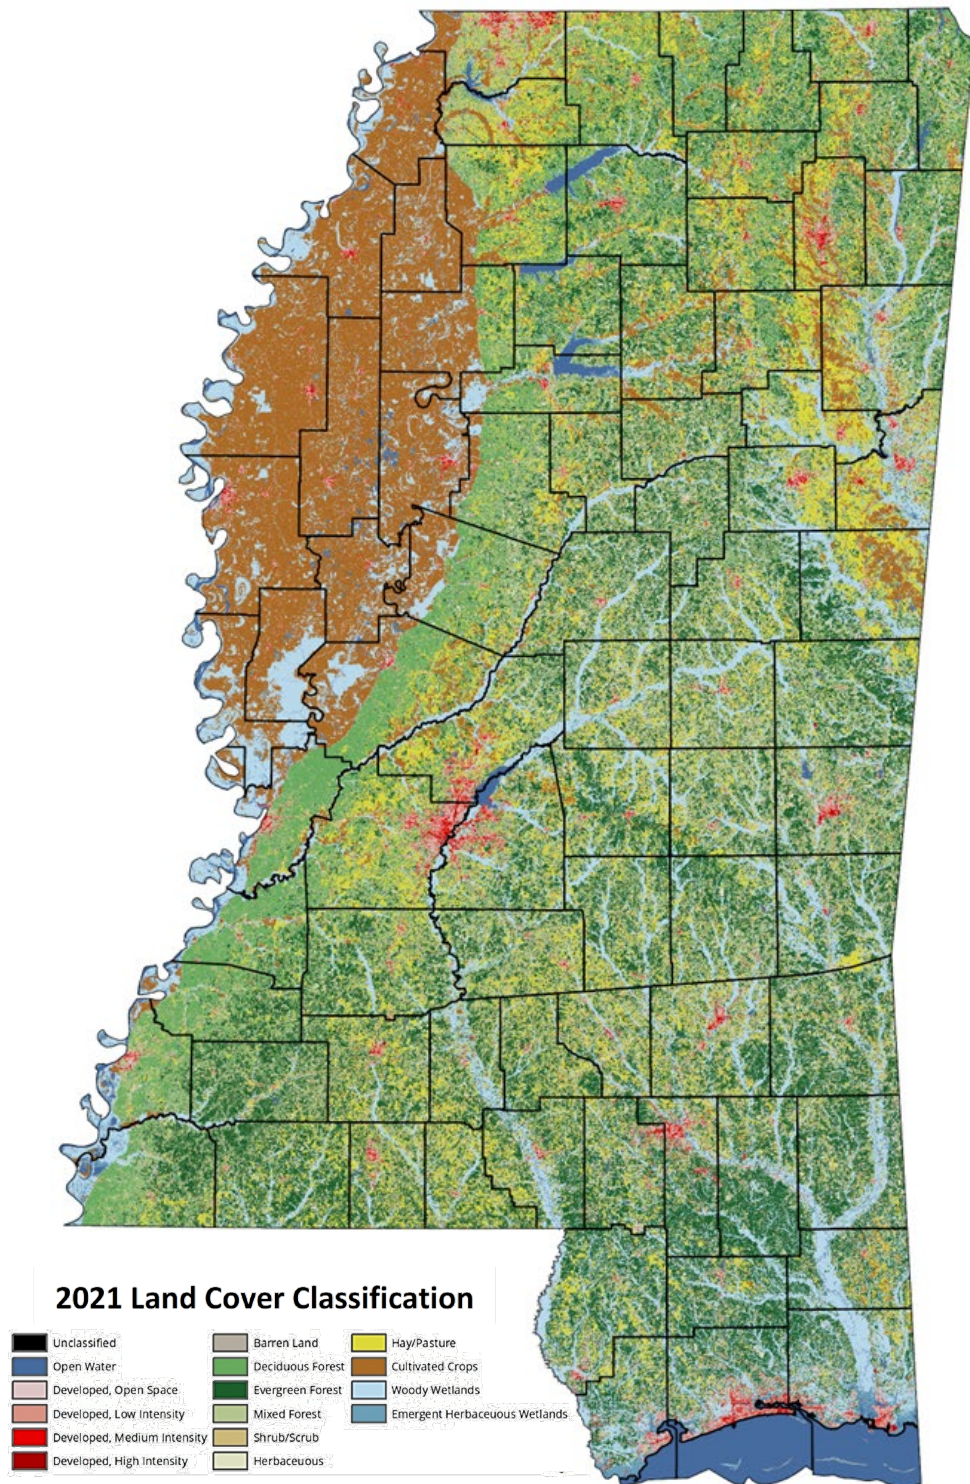 2021 Land Cover Classification
Unclassified
Open Water
Developed, Open Space
Developed, Low Intensity
Developed, Medium Intensity
Developed, High Intensity
Barren Land
Deciduous Forest
Evergreen Forest
Mixed Forest
Shrub/Scrub
Herbaceuous
Hay/Pasture
Cultivated Crops
Woody Wetlands
Emergent Herbaceous Wetlands